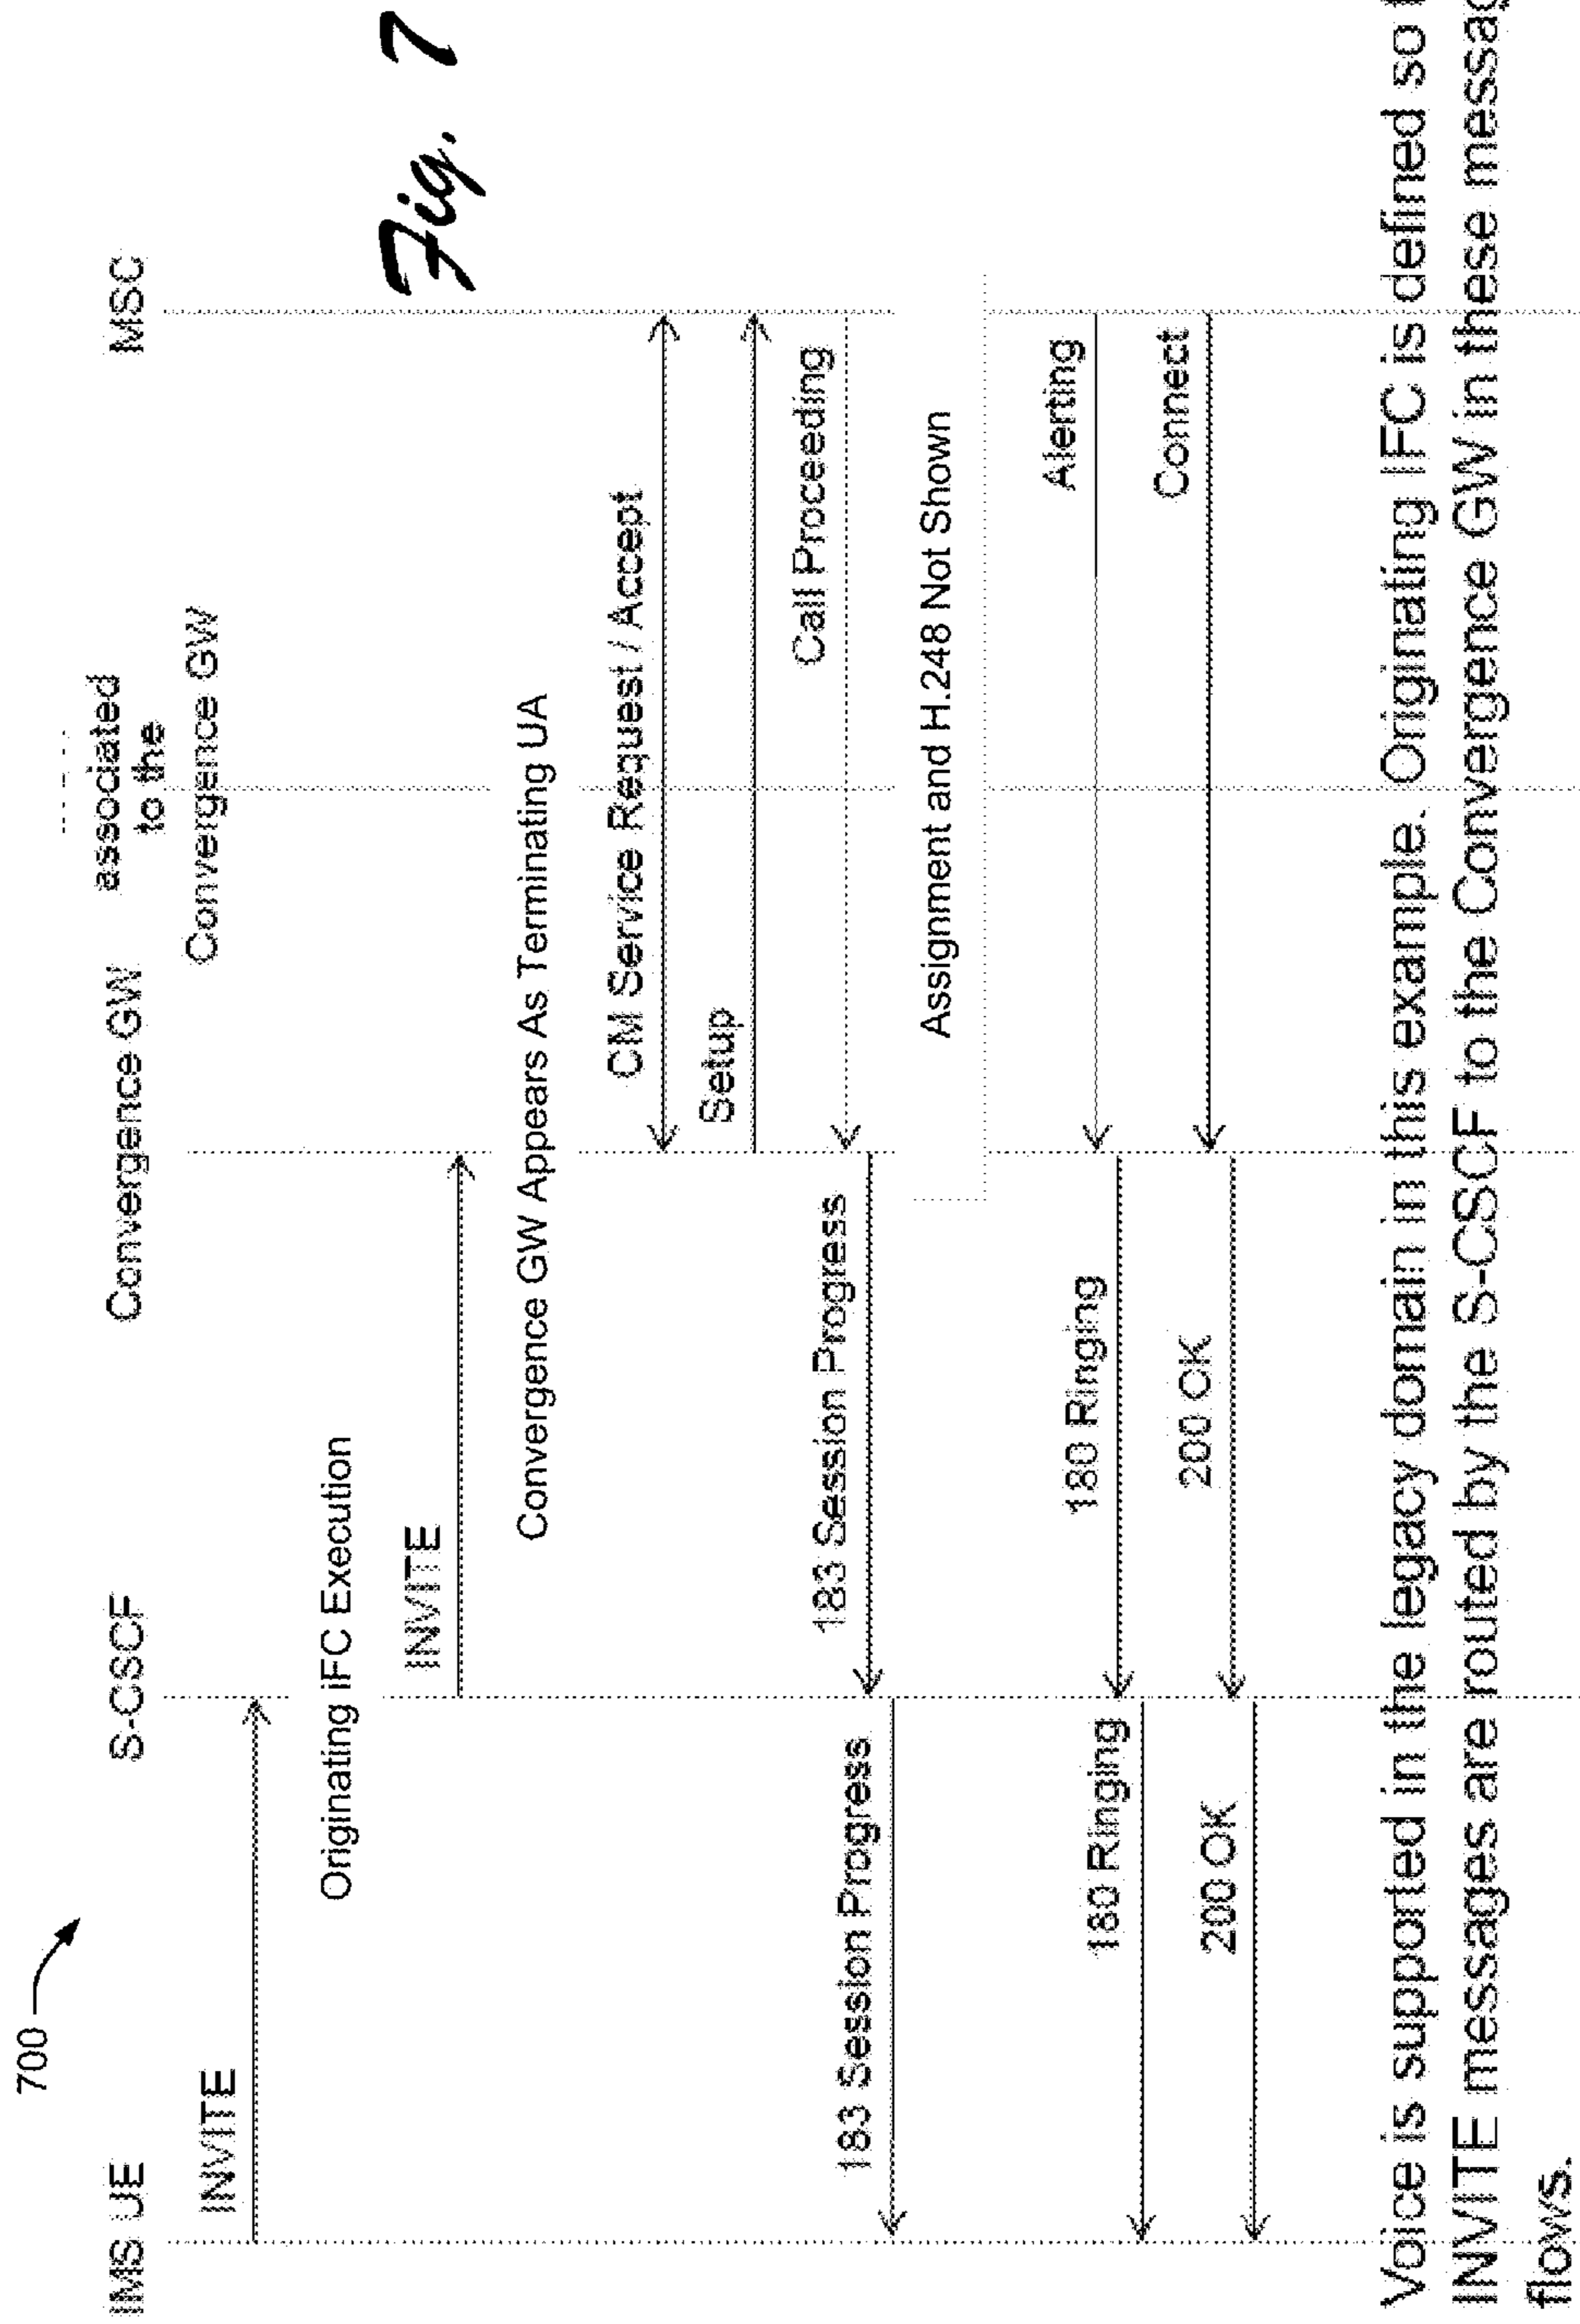 700
IMS UE
S-CSCF
Convergence GW
associated
to the
Convergence GW
MSC
INVITE
Originating iFC Execution
INVITE
Convergence GW Appears As Terminating UA
CM Service Request / Accept
Setup
Call Proceeding
183 Session Progress
183 Session Progress
Assignment and H.248 Not Shown
Alerting
180 Ringing
180 Ringing
Connect
200 OK
200 OK
Voice is supported in the legacy domain in this example. Originating IFC is defined so
INVITE messages are routed by the S-CSCF to the Convergence GW in these
flows.
Fig. 7